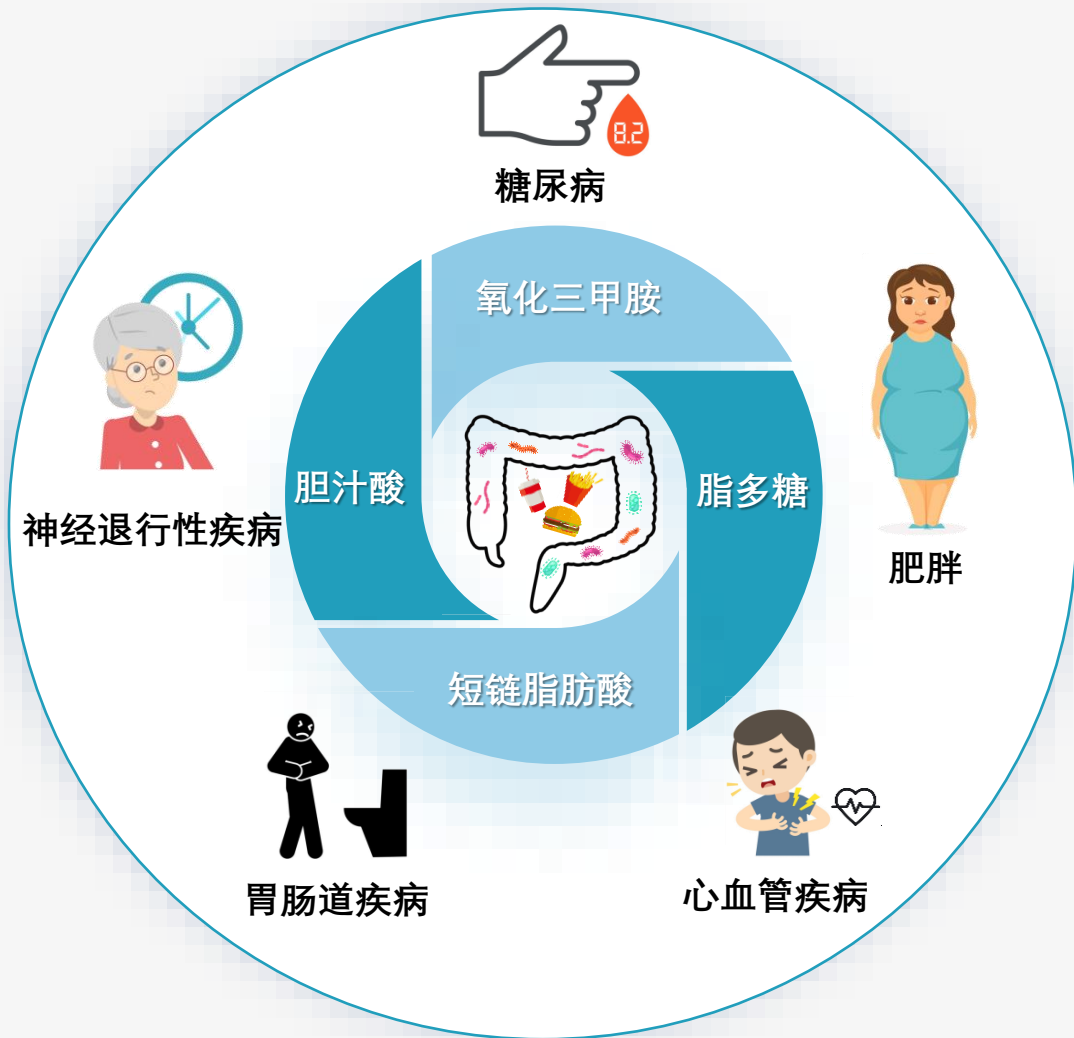 8.2
糖尿病
氧化三甲胺
胆汁酸
脂多糖
神经退行性疾病
肥胖
短链脂肪酸
胃肠道疾病
心血管疾病